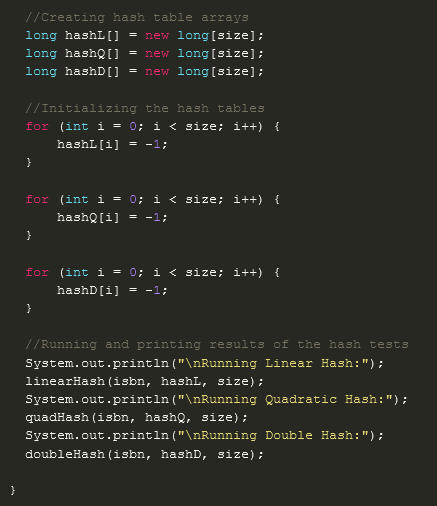 //Creating hash table arrays
long hashL[] = new long[size];
long hashQ[] = new long[size];
long hashD[] = new long[size];
//Initializing the hash tables
for (int i = 0; i < size; i++) {
hashL[i] = -1;
}
for (int i = 0; i < size; i++) {
hashQ[i] = -1;
}
for (int i = 0; i < size; i++) {
hashD[i] = -1;
}
//Running and printing results of the hash tests
System.out.println("\nRunning Linear Hash:");
linearHash(isbn, hashL, size);
System.out.println("\nRunning Quadratic Hash:");
quadHash(isbn, hashQ, size);
System.out.println("\nRunning Double Hash:");
doubleHash(isbn, hashD, size);
}